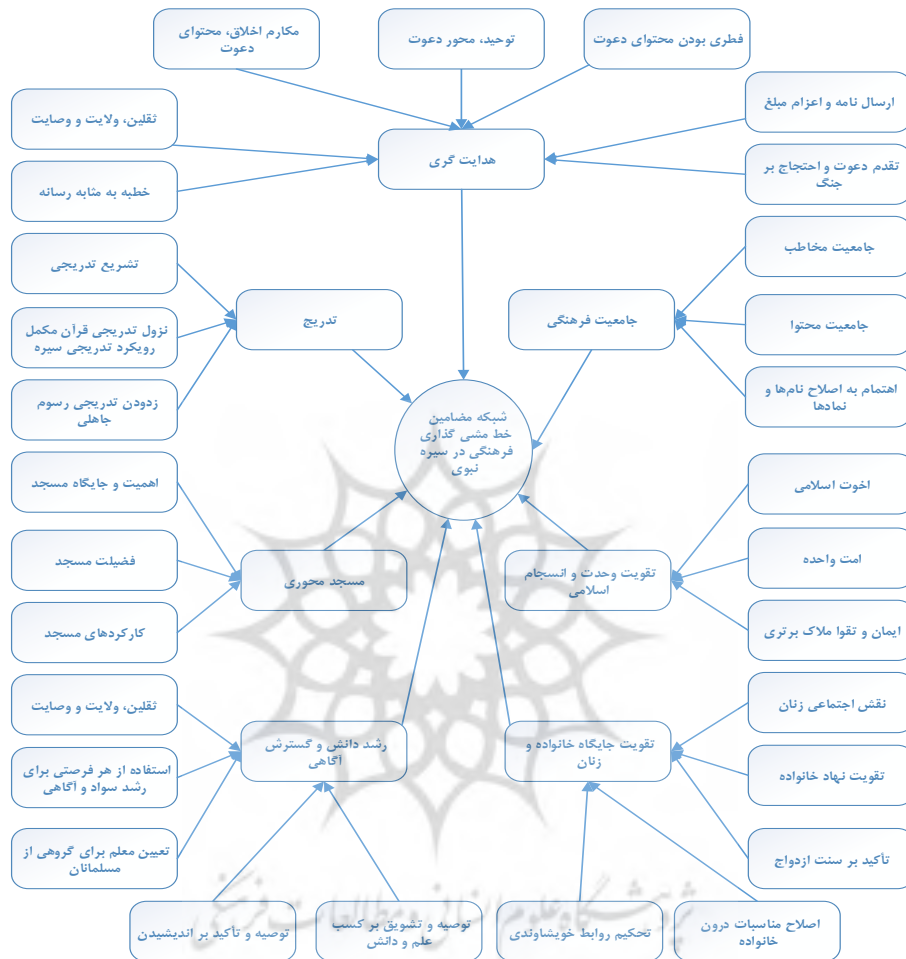 فطری بودن محتوای دعوت
توحید، محور دعوت
مکارم اخلاق، محتوای
دعوت
ارسال نامه و اعزام مبلغ
ثقلین، ولایت و وصایت
هدایت گری
تقدم دعوت و احتجاج بر
جنگ
خطبه به مثابه رسانه
جامعیت مخاطب
تشریع تدریجی
جامعیت محتوا
جامعیت فرهنگی
تدریج
نزول تدریجی قرآن مکمل
رویکرد تدریجی سیره
اهتمام به اصلاح نام‌ها و
نمادها
زدودن تدریجی رسوم
جاهلی
شبکه مضامین
خط مشی گذاری
فرهنگی در سیره
نبوی
اخوت اسلامی
اهمیت و جایگاه مسجد
امت واحده
تقویت وحدت و انسجام
اسلامی
مسجد محوری
فضیلت مسجد
ایمان و تقوا ملاک برتری
کارکردهای مسجد
نقش اجتماعی زنان
ثقلین، ولایت و وصایت
تقویت جایگاه خانواده و
زنان
رشد دانش و گسترش
آگاهی
تقویت نهاد خانواده
استفاده از هر فرصتی برای
رشد سواد و آگاهی
تأکید بر سنت ازدواج
تعیین معلم برای گروهی از
مسلمانان
اصلاح مناسبات درون
خانواده
تحکیم روابط خویشاوندی
توصیه و تشویق بر کسب
علم و دانش
توصیه و تأکید بر اندیشیدن
پژوهشگاه علوم انسانی و مطالعات فرهنگی